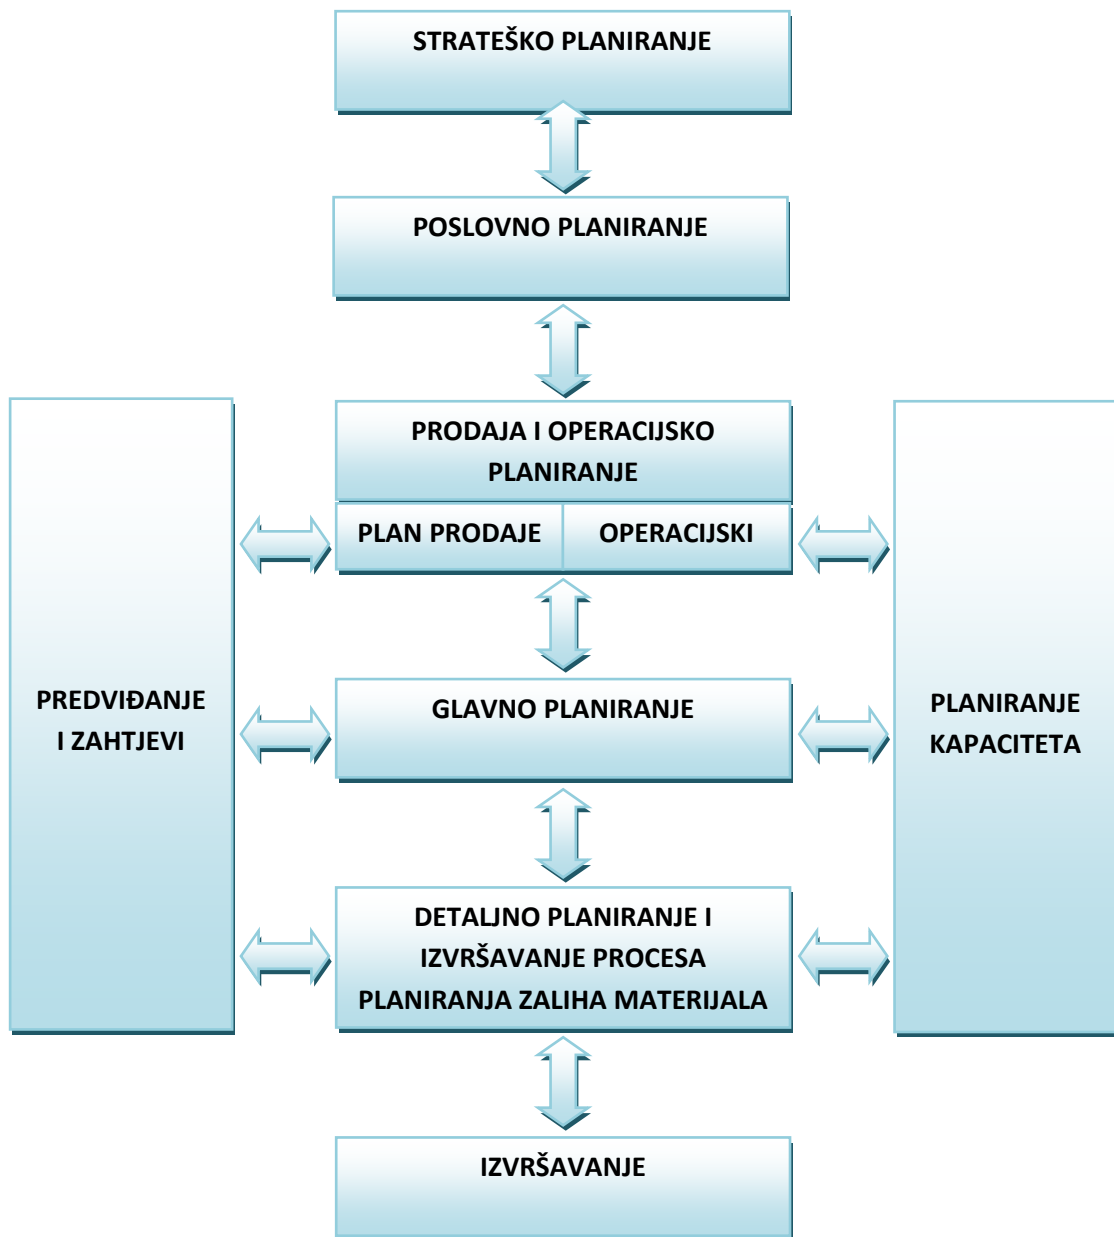 STRATEŠKO PLANIRANJE
POSLOVNO PLANIRANJE
PRODAJA I OPERACIJSKO
PLANIRANJE
PLAN PRODAJE
OPERACIJSKI
PREDVIĐANJE
I ZAHTJEVI
GLAVNO PLANIRANJE
PLANIRANJE
KAPACITETA
DETALJNO PLANIRANJE I
IZVRŠAVANJE PROCESA
PLANIRANJA ZALIHA MATERIJALA
IZVRŠAVANJE